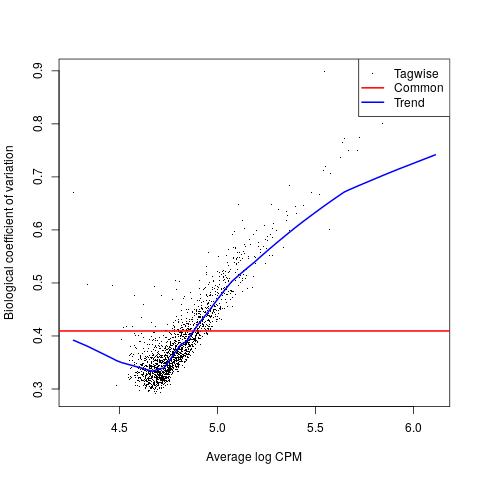 Tagwise
Common
Trend
Biological coefficient of variation
0.9
0.8
0.7
0.6
0.5
0.4
0.3
4.5 5.0 5.5 6.0
Average log CPM